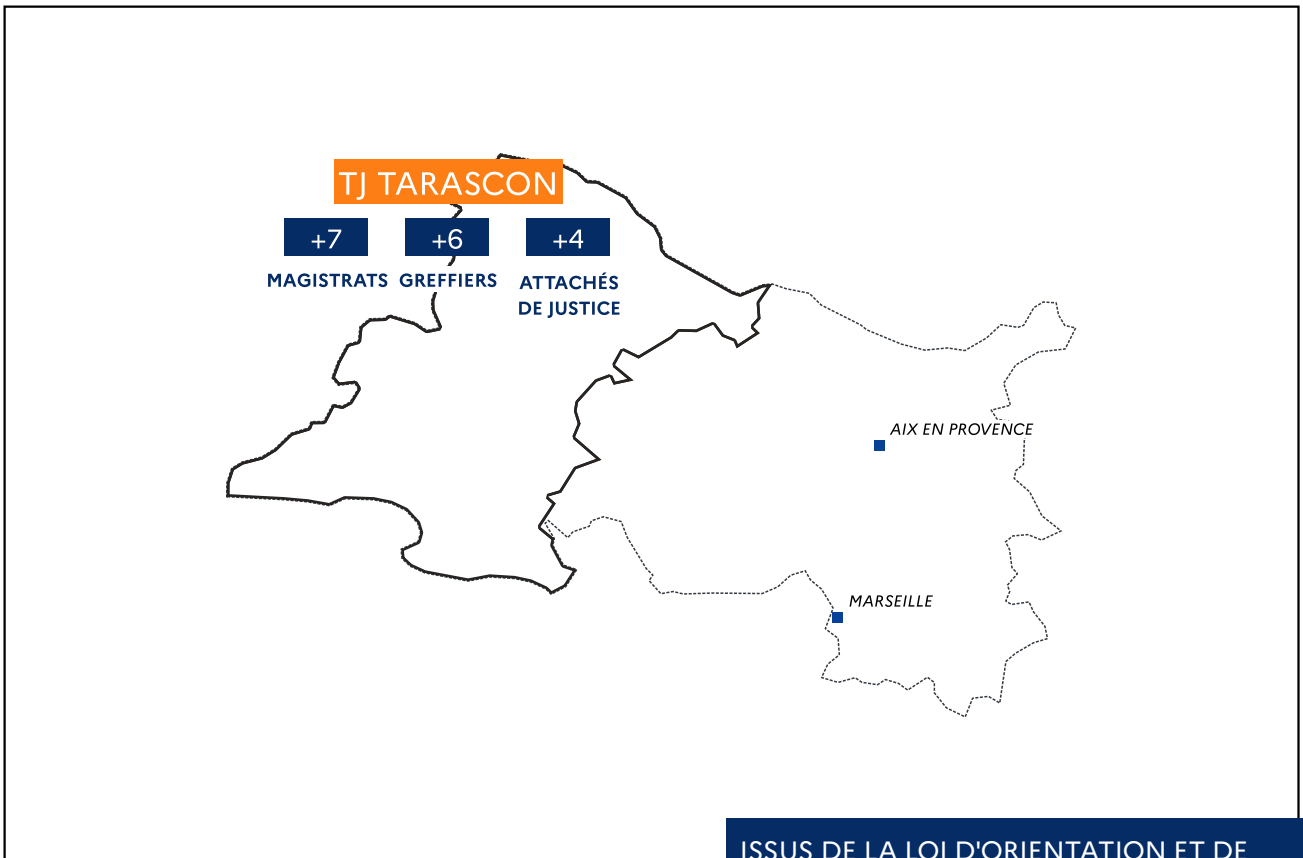 TJ TARASCON
+7
+6
+4
MAGISTRATS
GREFFIERS
ATTACHÉS
DE JUSTICE
AIX EN PROVENCE
MARSEILLE
ISSUS DE LA LOI D'ORIENTATION ET DE